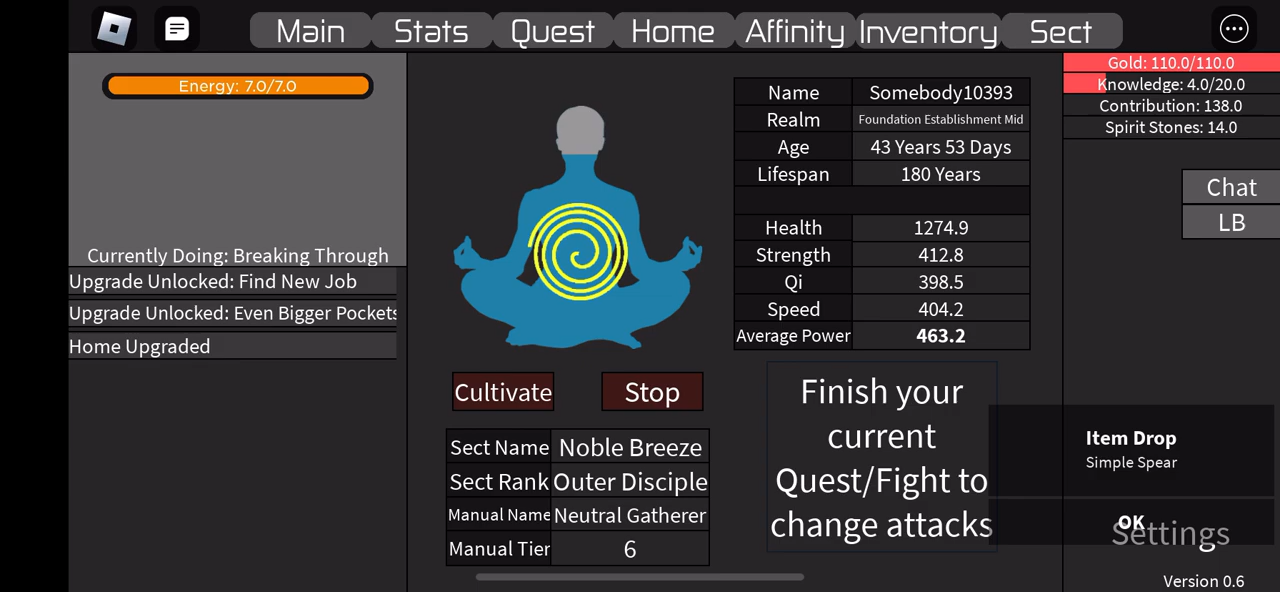 Main Stats Quest Home Affinity Inventory Sect
Energy: 7.0/7.0
Currently Doing: Breaking Through
Upgrade Unlocked: Find New Job
Upgrade Unlocked: Even Bigger Pockets
Home Upgraded
Cultivate Stop
Sect Name Noble Breeze
Sect Rank Outer Disciple
Manual Name Neutral Gatherer
Manual Tier 6
Name Somebody10393
Realm Foundation Establishment Mid
Age 43 Years 53 Days
Lifespan 180 Years
Health 1274.9
Strength 412.8
Qi 398.5
Speed 404.2
Average Power 463.2
Finish your
current
Quest/Fight to
change attacks
Gold: 110.0/110.0
Knowledge: 4.0/20.0
Contribution: 138.0
Spirit Stones: 14.0
Chat
LB
Item Drop
Simple Spear
OK
Settings
Version 0.6